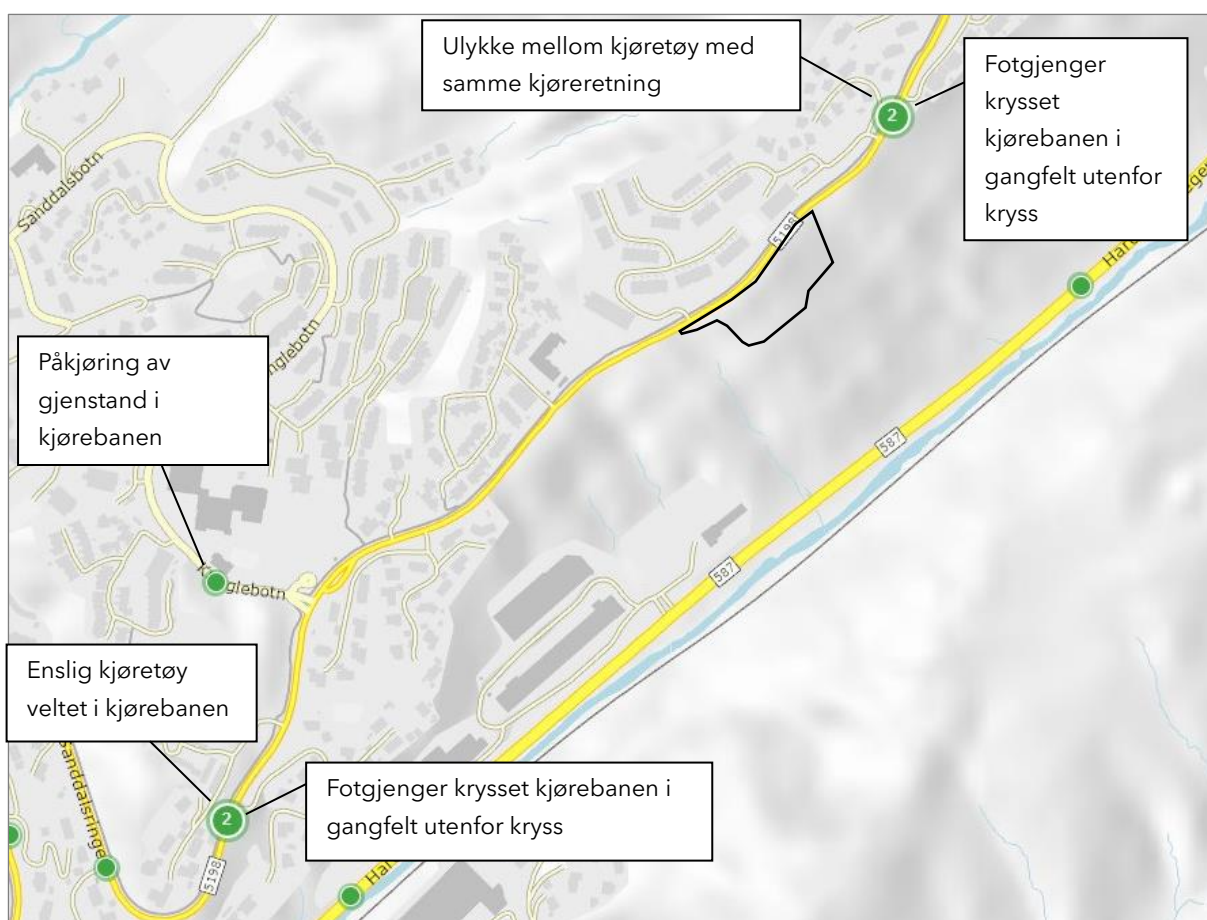 Ulykke mellom kjøretøy med
samme kjøreretning
Fotgjenger
krysset
kjørebanen i
gangfelt utenfor
kryss
2
Sanddalsbotn
5198
Påkjøring av
gjenstand i
kjørebanen
587
587
Enslig kjøretøy
veltet i kjørebanen
Fotgjenger krysset kjørebanen i
gangfelt utenfor kryss
2
5198